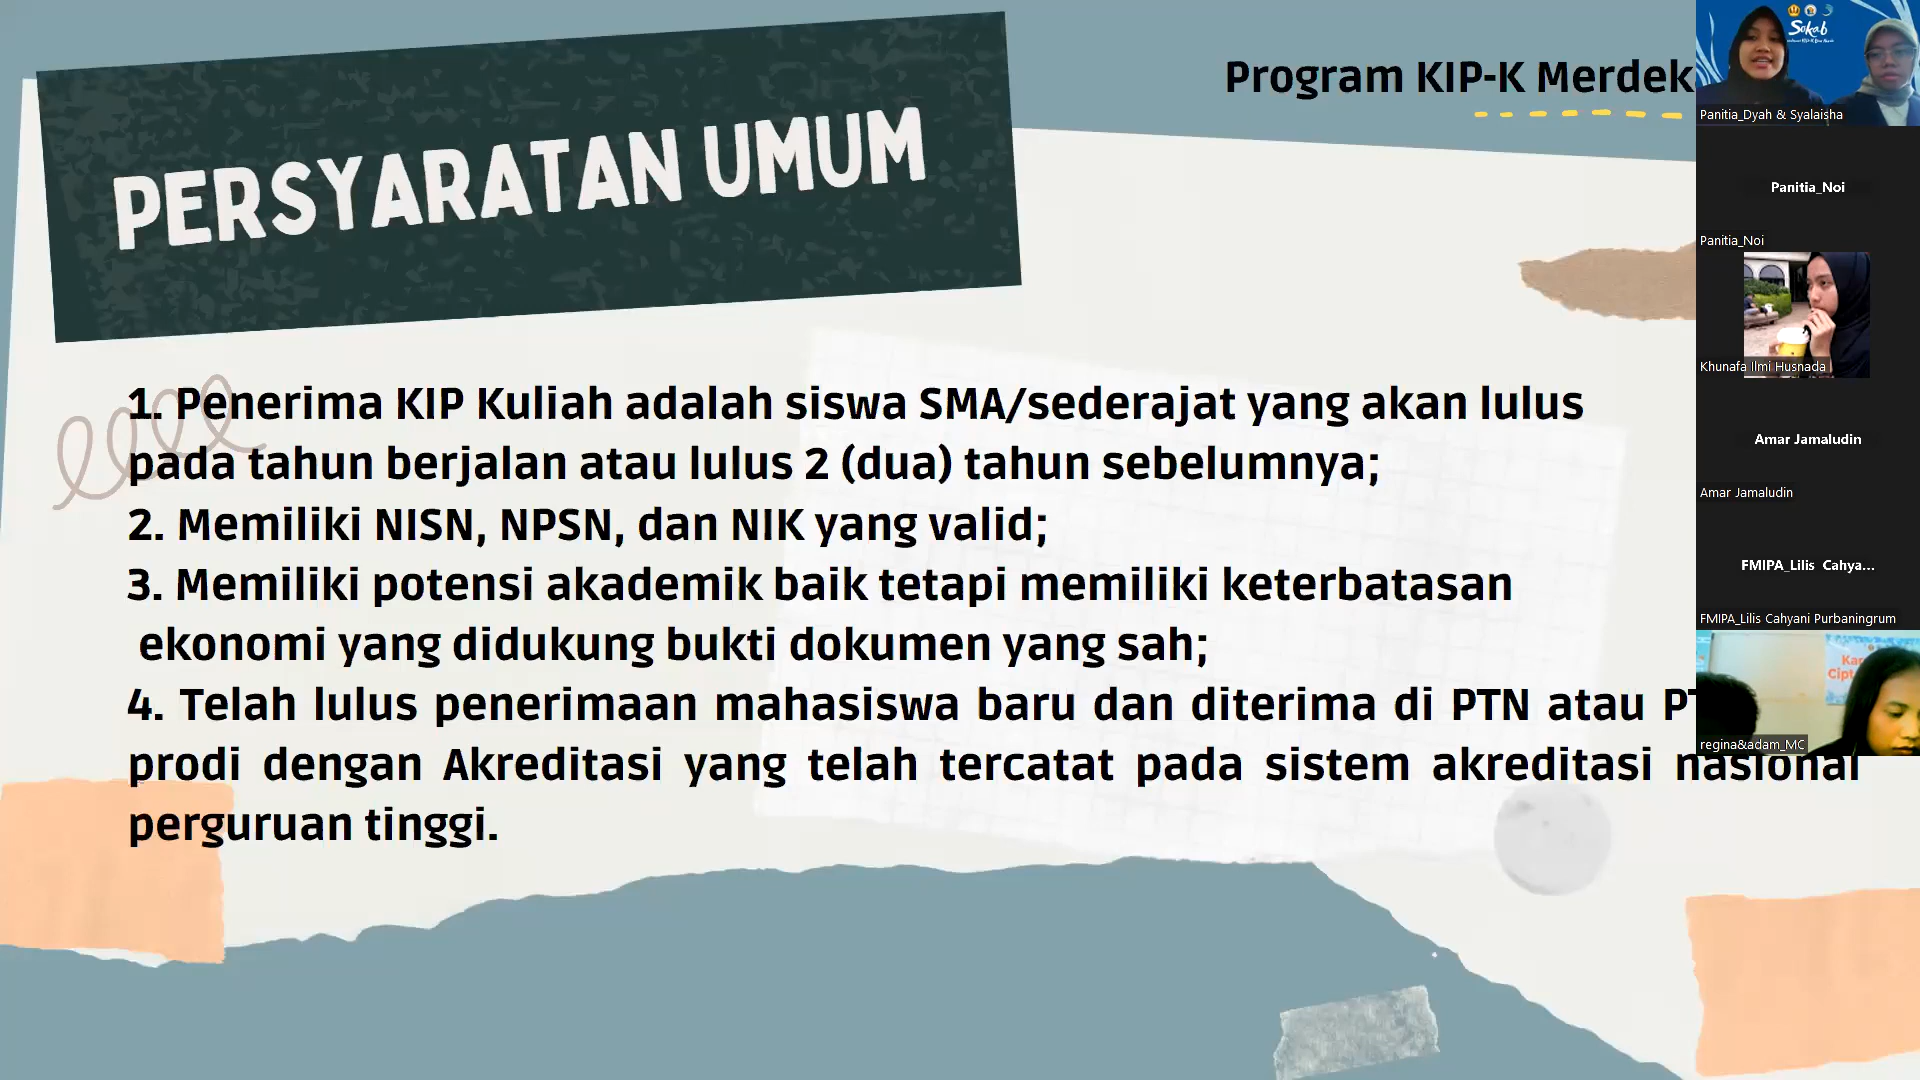 Program KIP-K Merdek
PERSYARATAN UMUM
1. Penerima KIP Kuliah adalah siswa SMA/sederajat yang akan lulus
pada tahun berjalan atau lulus 2 (dua) tahun sebelumnya;
2. Memiliki NISN, NPSN, dan NIK yang valid;
3. Memiliki potensi akademik baik tetapi memiliki keterbatasan
ekonomi yang didukung bukti dokumen yang sah;
4. Telah lulus penerimaan mahasiswa baru dan diterima di PTN atau
prodi dengan Akreditasi yang telah tercatat pada sistem akreditasi nasional
perguruan tinggi.
Sokab
Panitia_Dyah & Syalaisha
Panitia_Noi
Panitia_Noi
Khunafa Ilmi Husnada
Amar Jamaludin
Amar Jamaludin
FMIPA_Lilis Cahya...
FMIPA_Lilis Cahyani Purbaningrum
regina&adam_MC